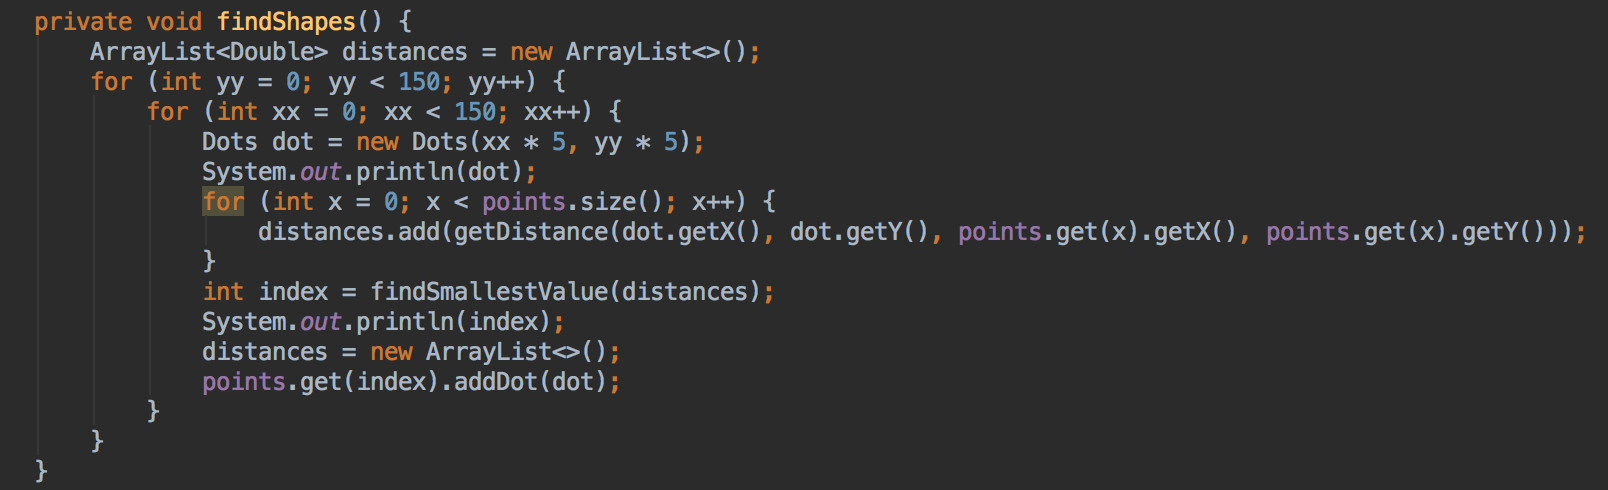 private void findShapes() {
    ArrayList<Double> distances = new ArrayList<>();
    for (int yy = 0; yy < 150; yy++) {
        for (int xx = 0; xx < 150; xx++) {
            Dots dot = new Dots(xx * 5, yy * 5);
            System.out.println(dot);
            for (int x = 0; x < points.size(); x++) {
                distances.add(getDistance(dot.getX(), dot.getY(), points.get(x).getX(), points.get(x).getY()));
            }
            int index = findSmallestValue(distances);
            System.out.println(index);
            distances = new ArrayList<>();
            points.get(index).addDot(dot);
        }
    }
}